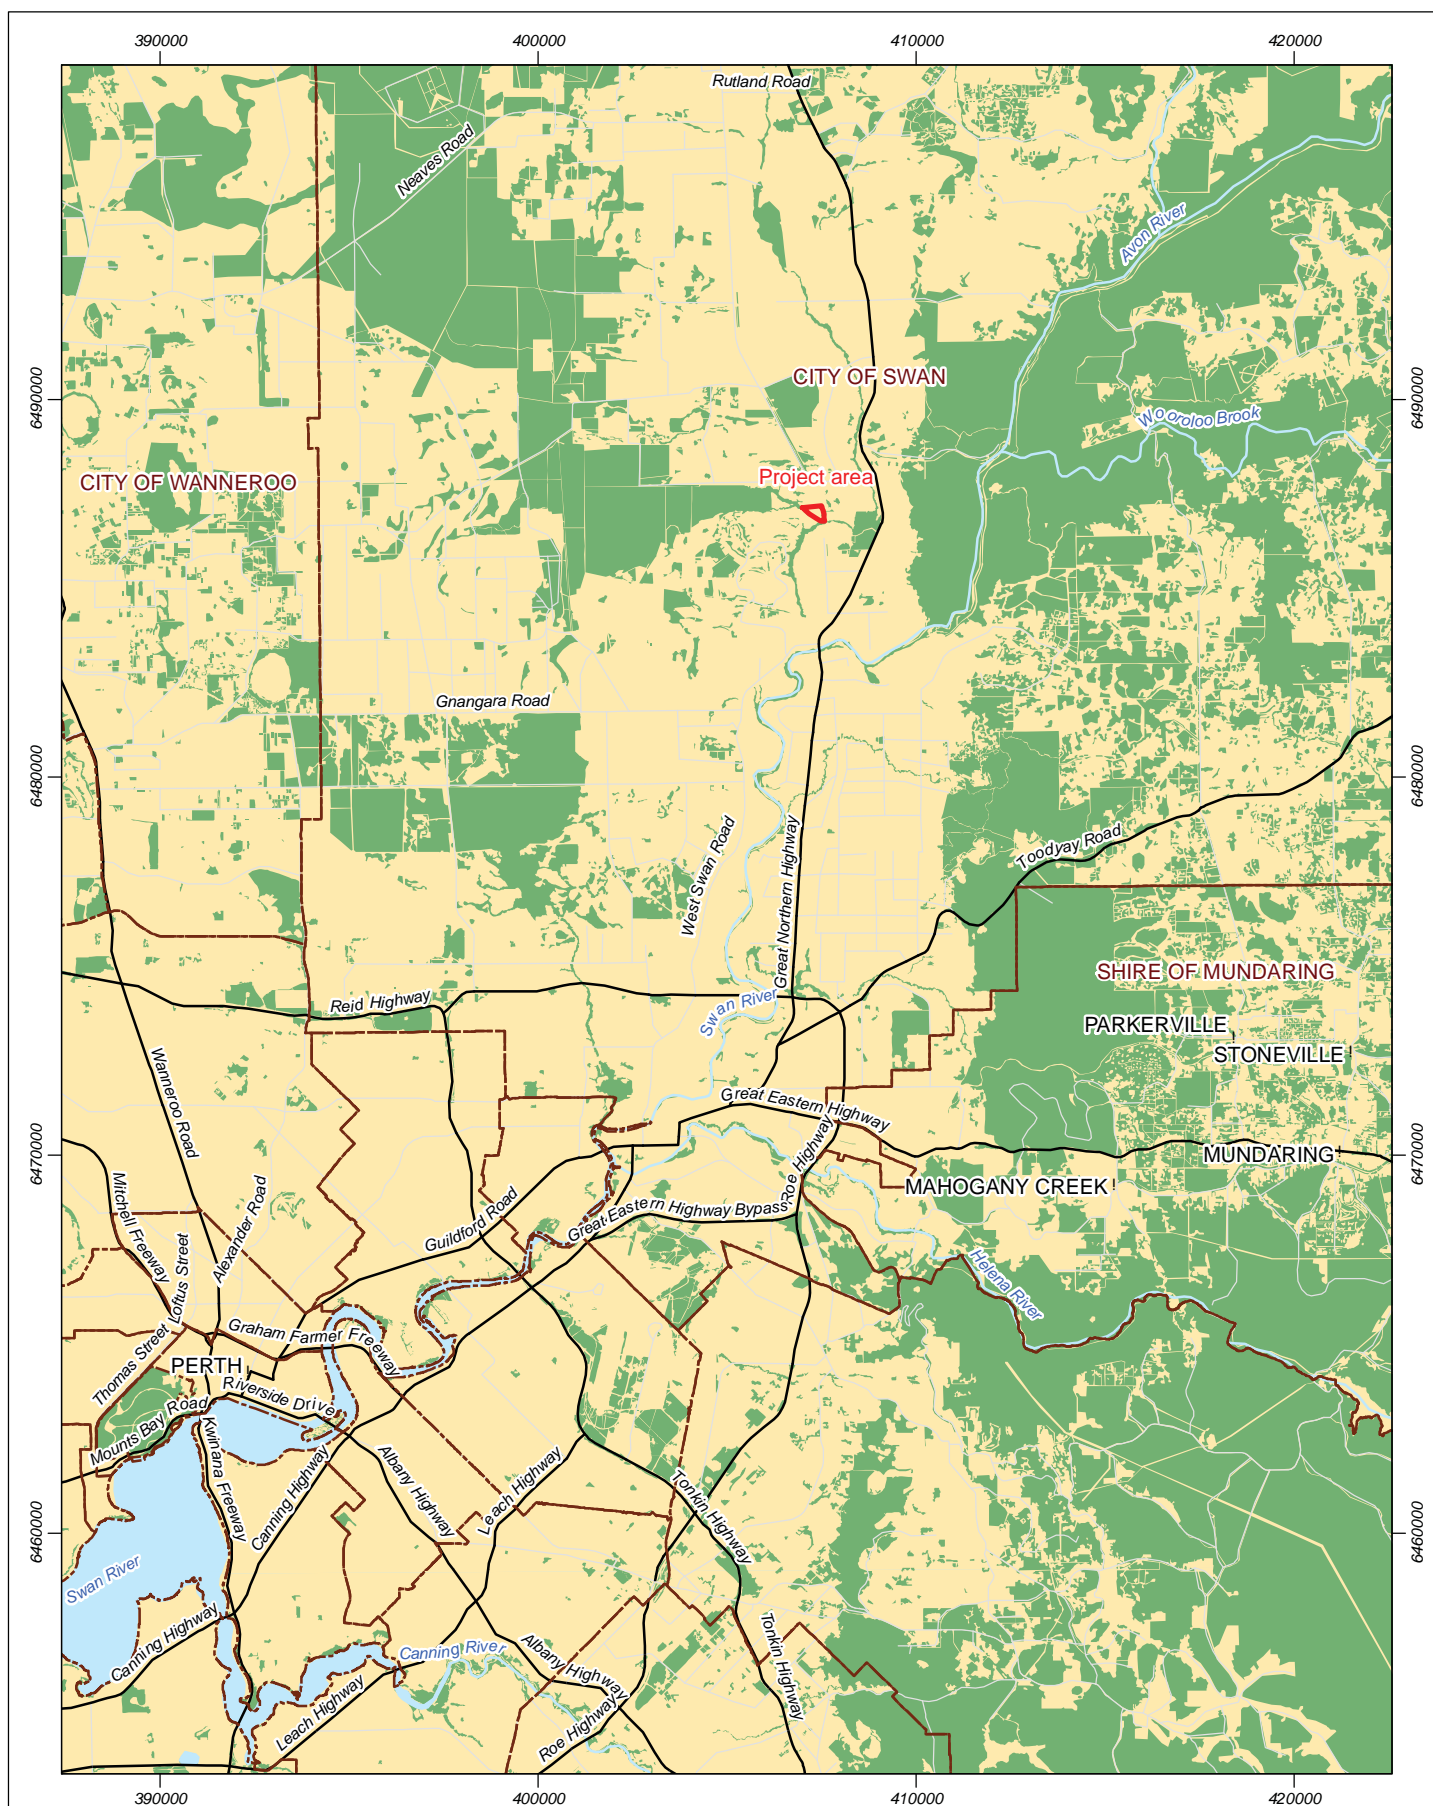 390000
400000
410000
420000
Rutland Road
Neaves Road
Avon River
CITY OF SWAN
6490000
6490000
Wooroloo Brook
CITY OF WANNEROO
Project area
Gnangara Road
6480000
6480000
West Swan Road
Great Northern Highway
Toodyay Road
SHIRE OF MUNDARING
Reid Highway
Swan River
PARKERVILLE
STONEVILLE
Wanneroo Road
Great Eastern Highway
6470000
6470000
MUNDARING
Roe Highway
MAHOGANY CREEK
Mitchell Freeway
Alexander Road
Guildford Road
Great Eastern Highway Bypass
Loftus Street
Helena River
Graham Farmer Freeway
Thomas Street
PERTH
Riverside Drive
Mounts Bay Road
Kwinana Freeway
Canning Highway
Albany Highway
Leach Highway
Tonkin Highway
6460000
6460000
Swan River
Canning Highway
Canning River
Albany Highway
Tonkin Highway
Leach Highway
Roe Highway
390000
400000
410000
420000